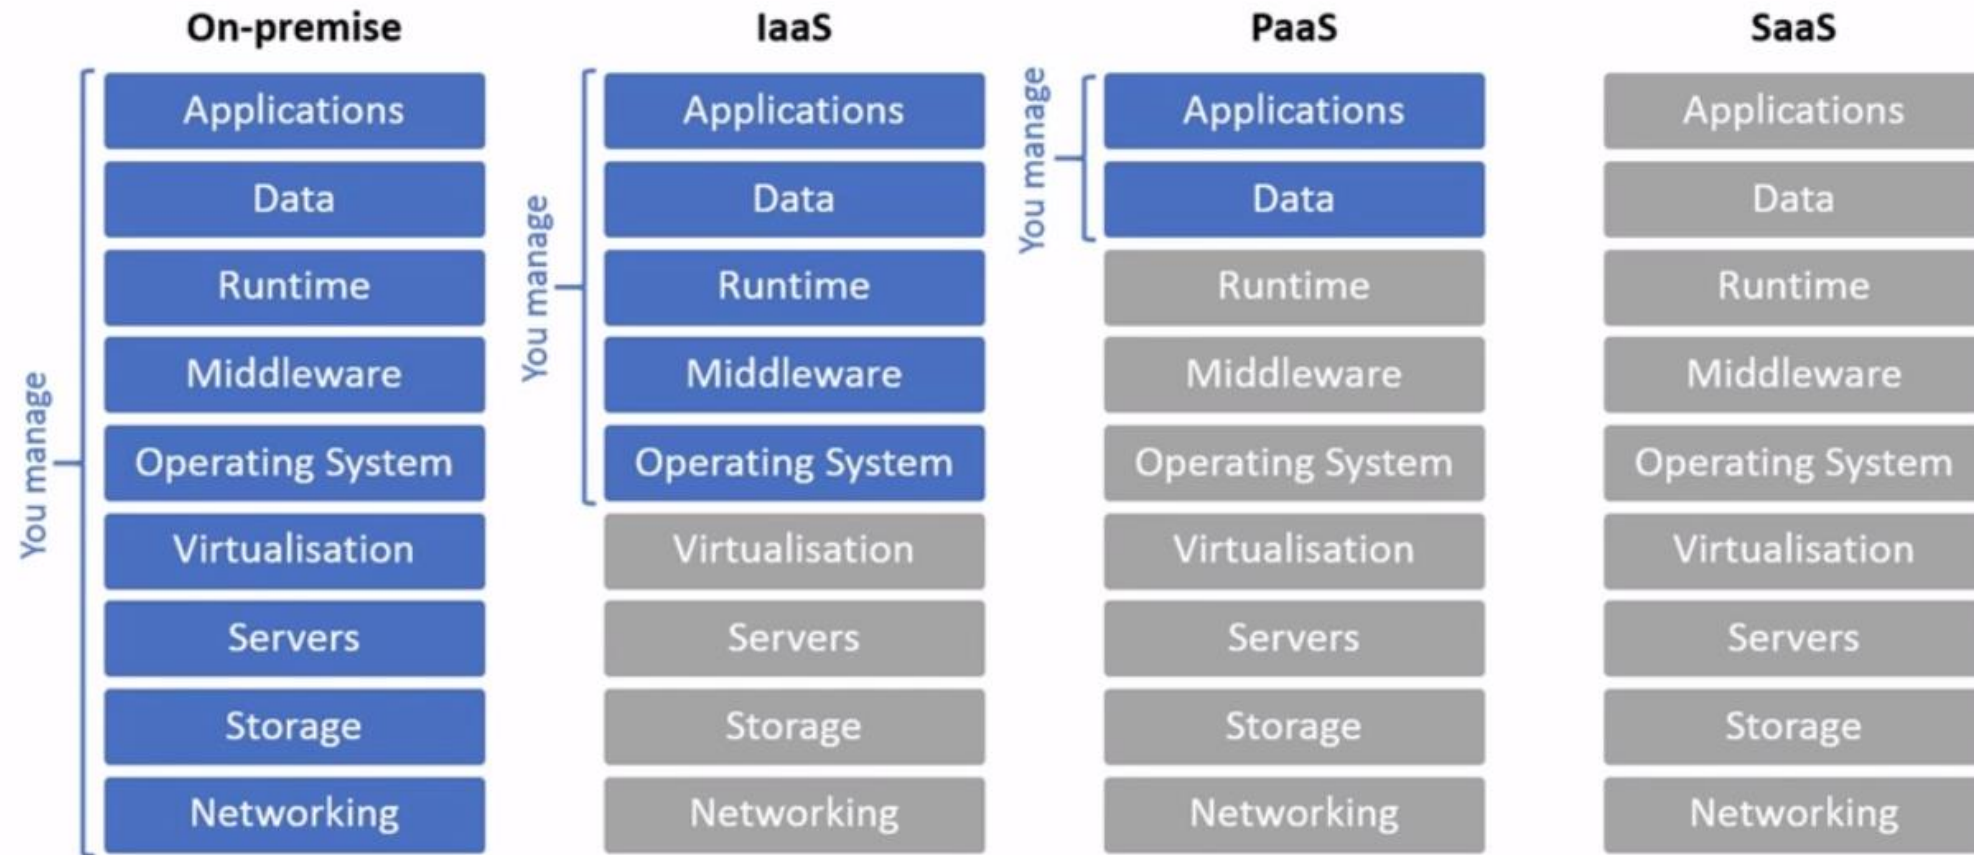 On-premise
You manage
Applications
Data
Runtime
Middleware
Operating System
Virtualisation
Servers
Storage
Networking
IaaS
You manage
Applications
Data
Runtime
Middleware
Operating System
Virtualisation
Servers
Storage
Networking
PaaS
You manage
Applications
Data
Runtime
Middleware
Operating System
Virtualisation
Servers
Storage
Networking
SaaS
Applications
Data
Runtime
Middleware
Operating System
Virtualisation
Servers
Storage
Networking